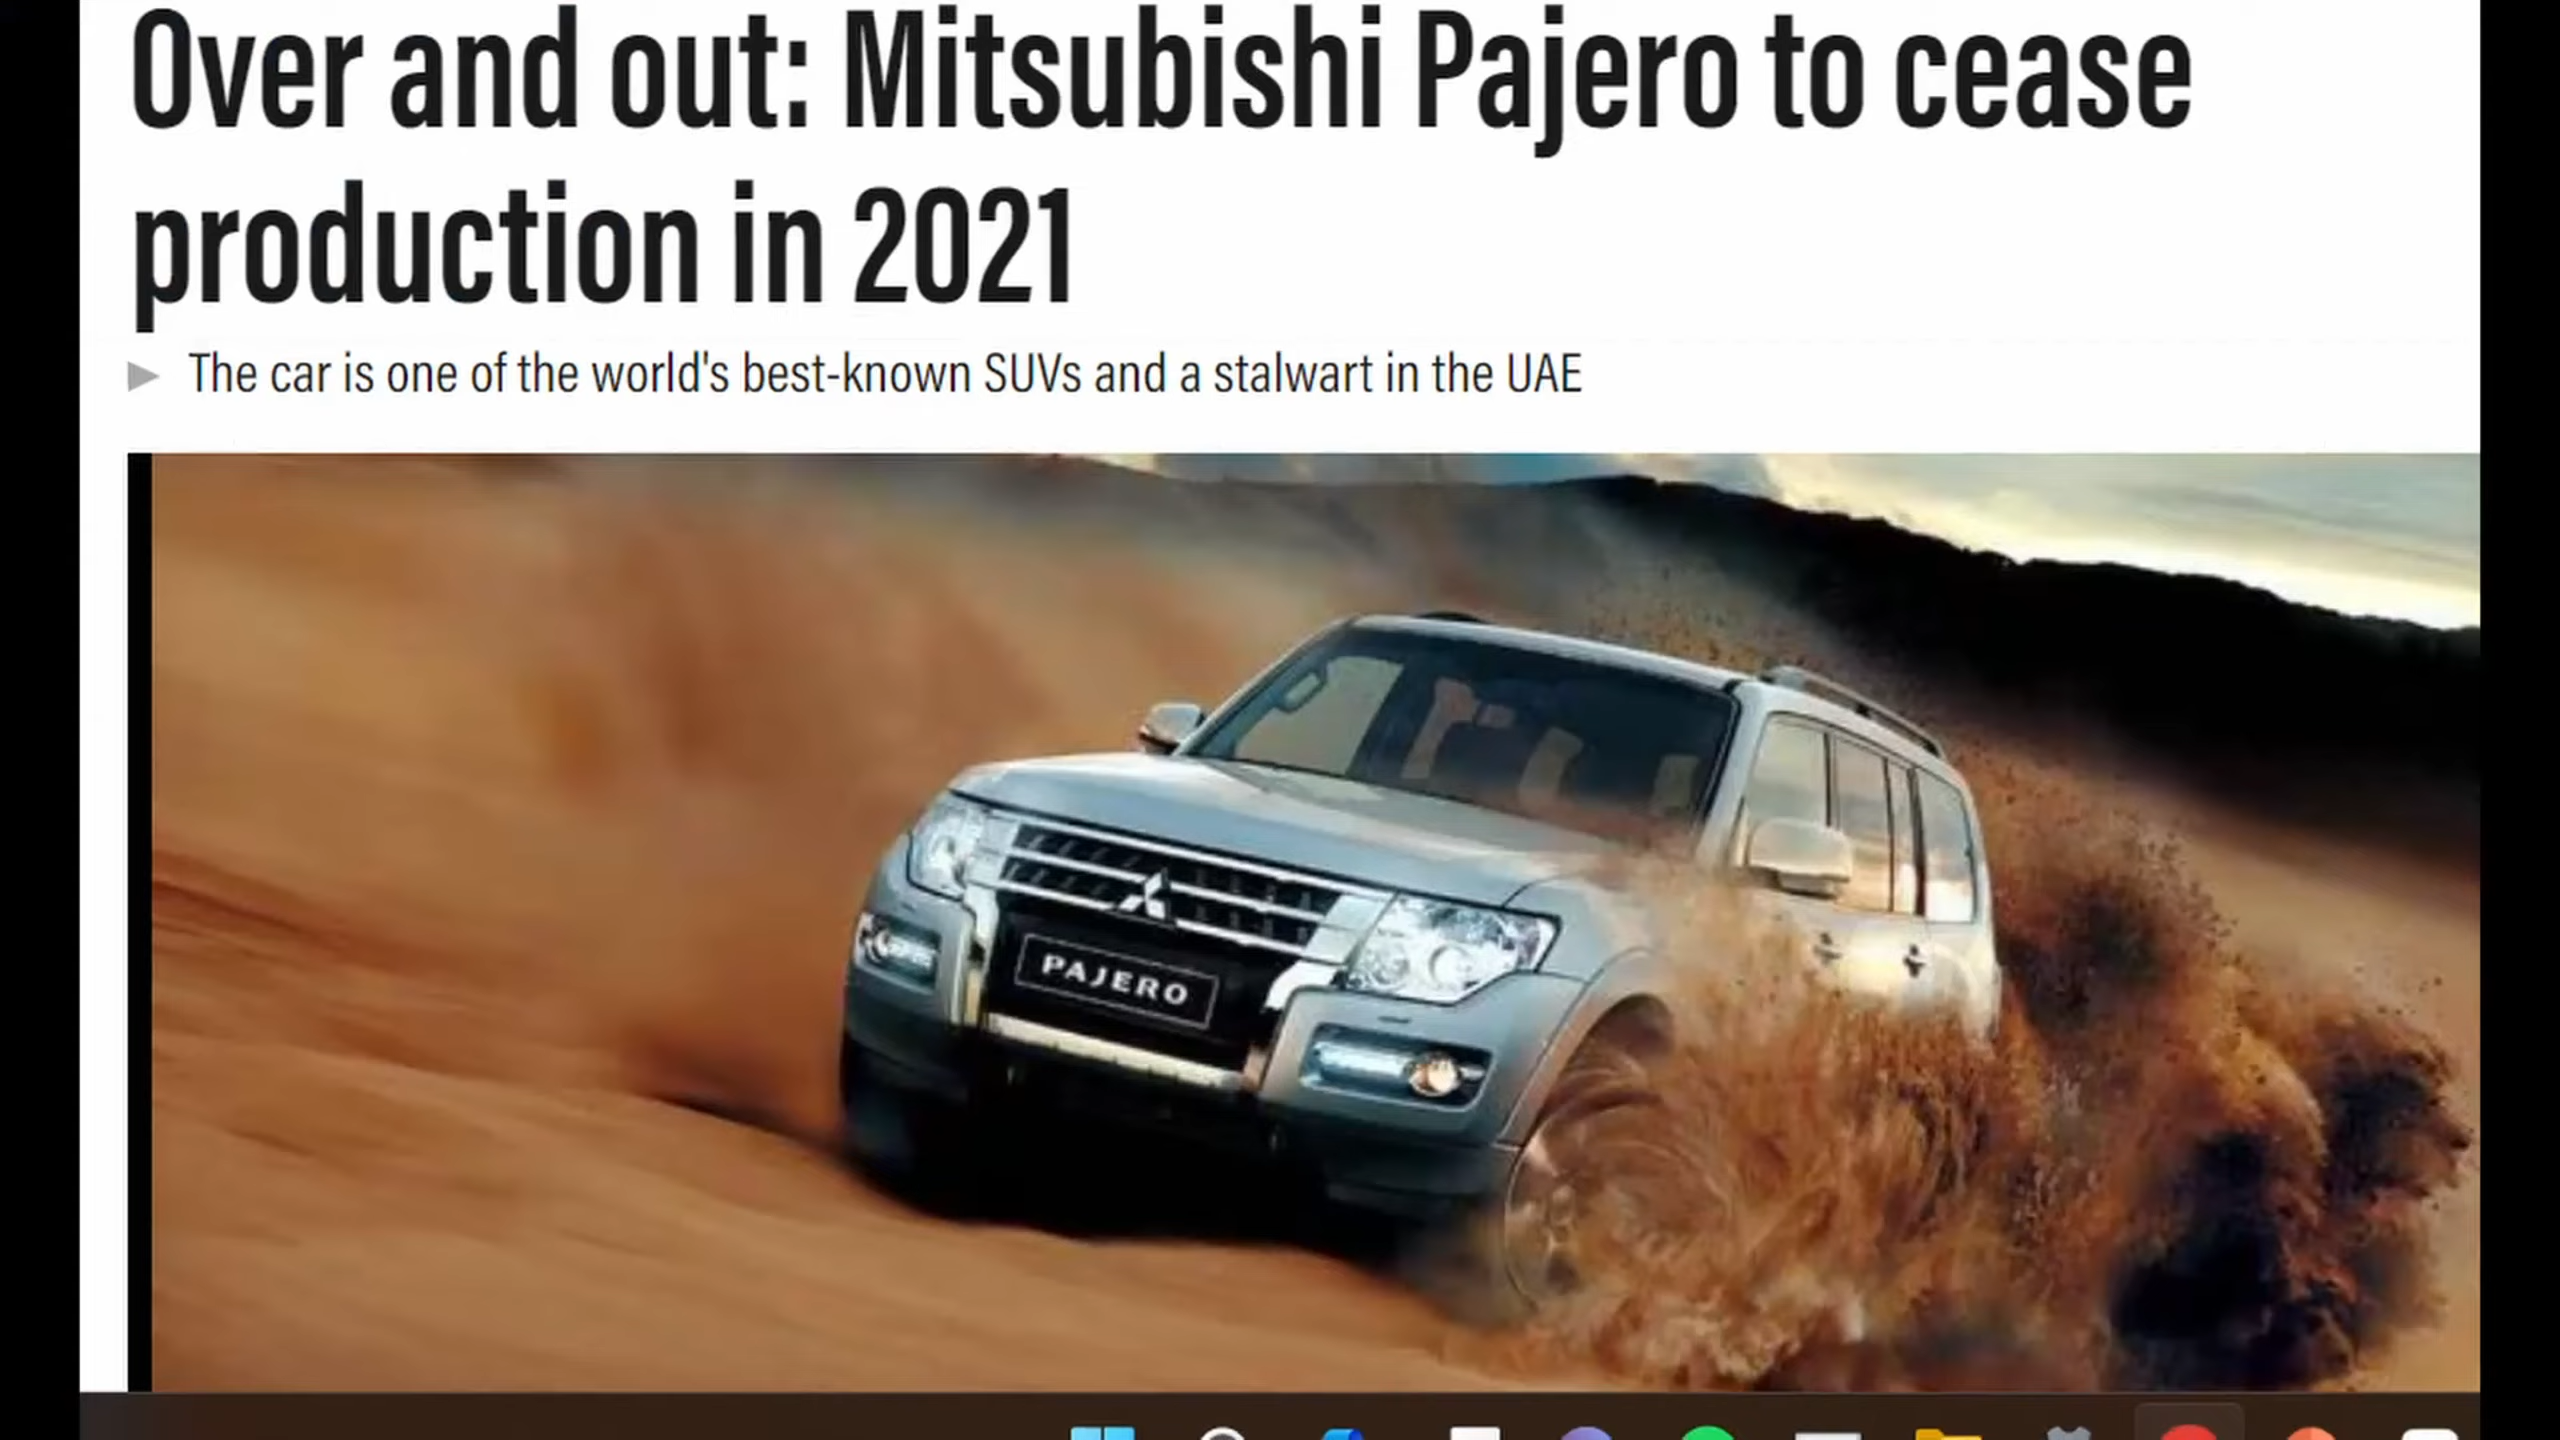 Over and out: Mitsubishi Pajero to cease
production in 2021
The car is one of the world's best-known SUVs and a stalwart in the UAE
PAJERO